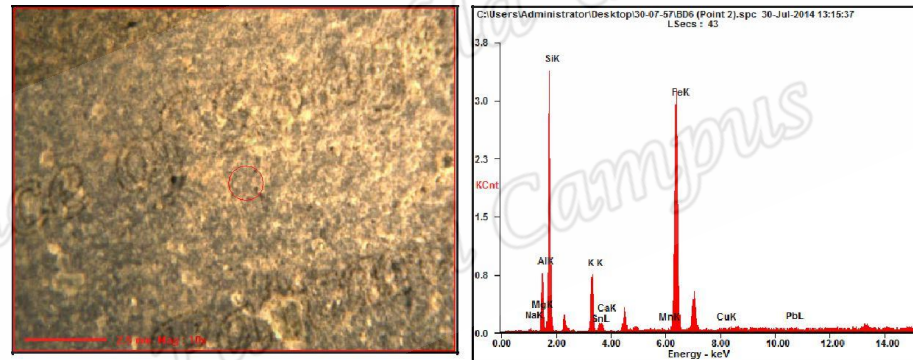 C:\Users\Administrator\Desktop\30-07-57\BD6 (Point 2).spc 30-Jul-2014 13:15:37
LSecs : 43
3.8
SiK
FeK
3.0
2.3
KCnt
1.5
AlK
K K
0.8
MgK
CaK
NaK
SnL
MnK
CuK
PbL
0.0
0.00
2.00
4.00
6.00
8.00
10.00
12.00
14.00
Energy - keV
Campus